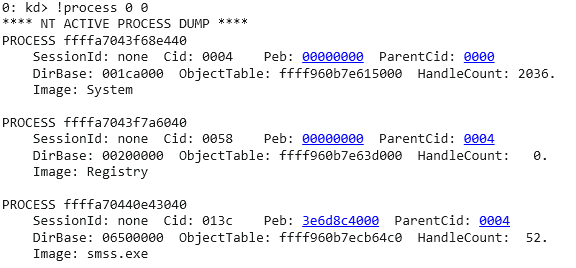 0: kd> !process 0 0
**** NT ACTIVE PROCESS DUMP ****
PROCESS ffffa7043f68e440
    SessionId: none  Cid: 0004    Peb: 00000000  ParentCid: 0000
    DirBase: 001ca000  ObjectTable: ffff960b7e615000  HandleCount: 2036.
    Image: System

PROCESS ffffa7043f7a6040
    SessionId: none  Cid: 0058    Peb: 00000000  ParentCid: 0004
    DirBase: 00200000  ObjectTable: ffff960b7e63d000  HandleCount:   0.
    Image: Registry

PROCESS ffffa70440e43040
    SessionId: none  Cid: 013c    Peb: 3e6d8c4000  ParentCid: 0004
    DirBase: 06500000  ObjectTable: ffff960b7ecb64c0  HandleCount:  52.
    Image: smss.exe